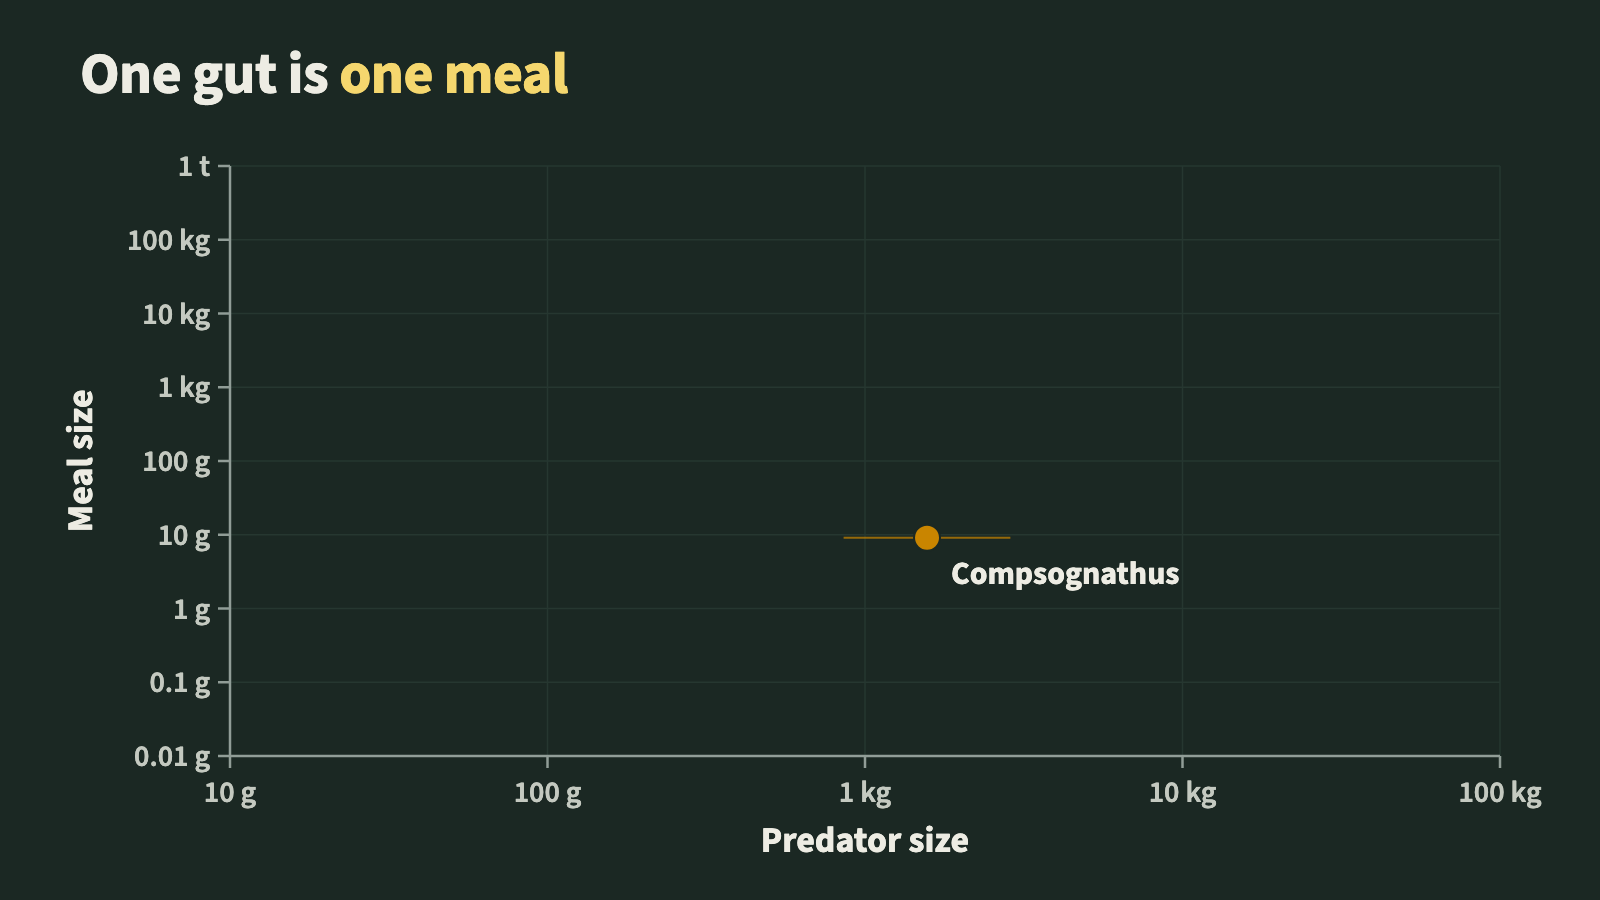 One gut is one meal
1 t
100 kg
10 kg
1 kg
100 g
10 g
1 g
0.1 g
0.01 g
Meal size
Compsognathus
10 g
100 g
1 kg
10 kg
100 kg
Predator size